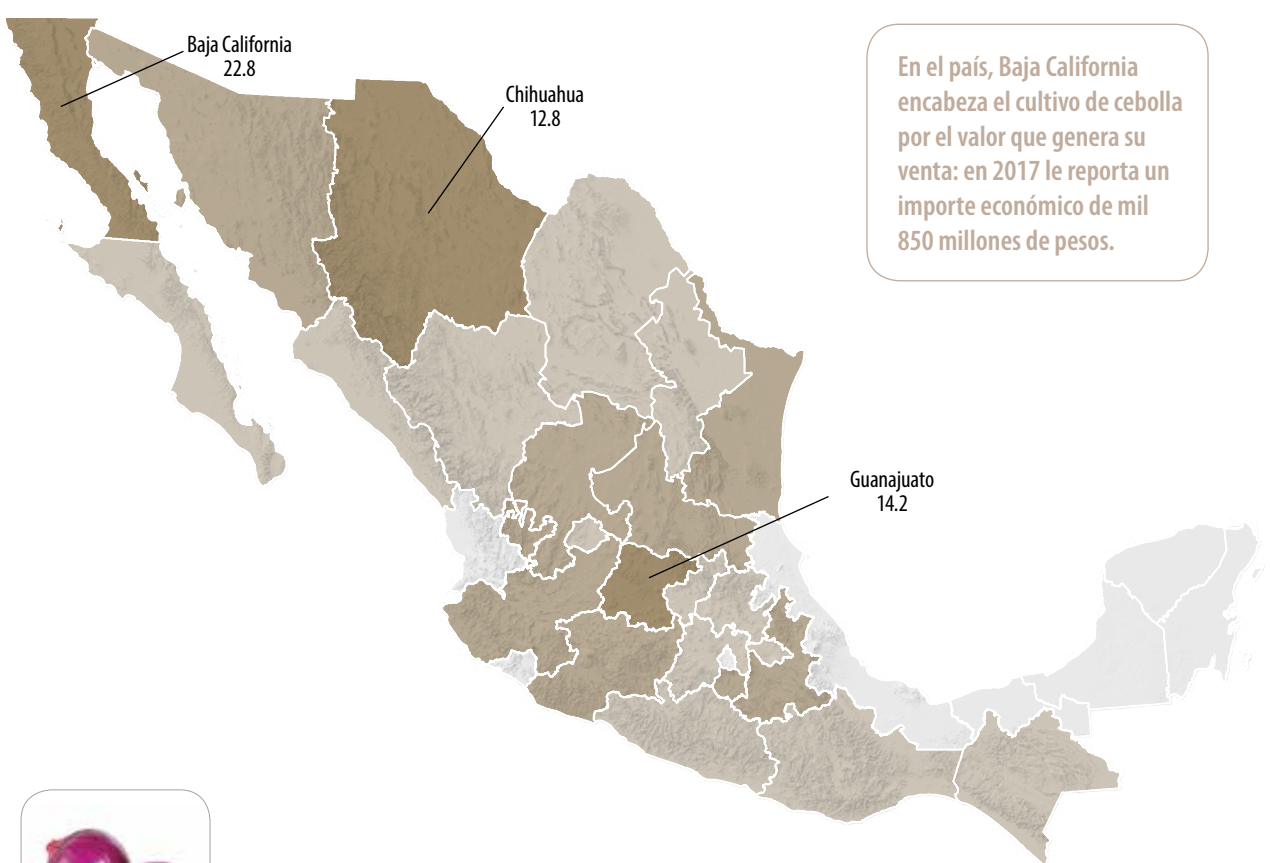 Baja California
22.8
Chihuahua
12.8
En el país, Baja California
encabeza el cultivo de cebolla
por el valor que genera su
venta: en 2017 le reporta un
importe económico de mil
850 millones de pesos.
Guanajuato
14.2